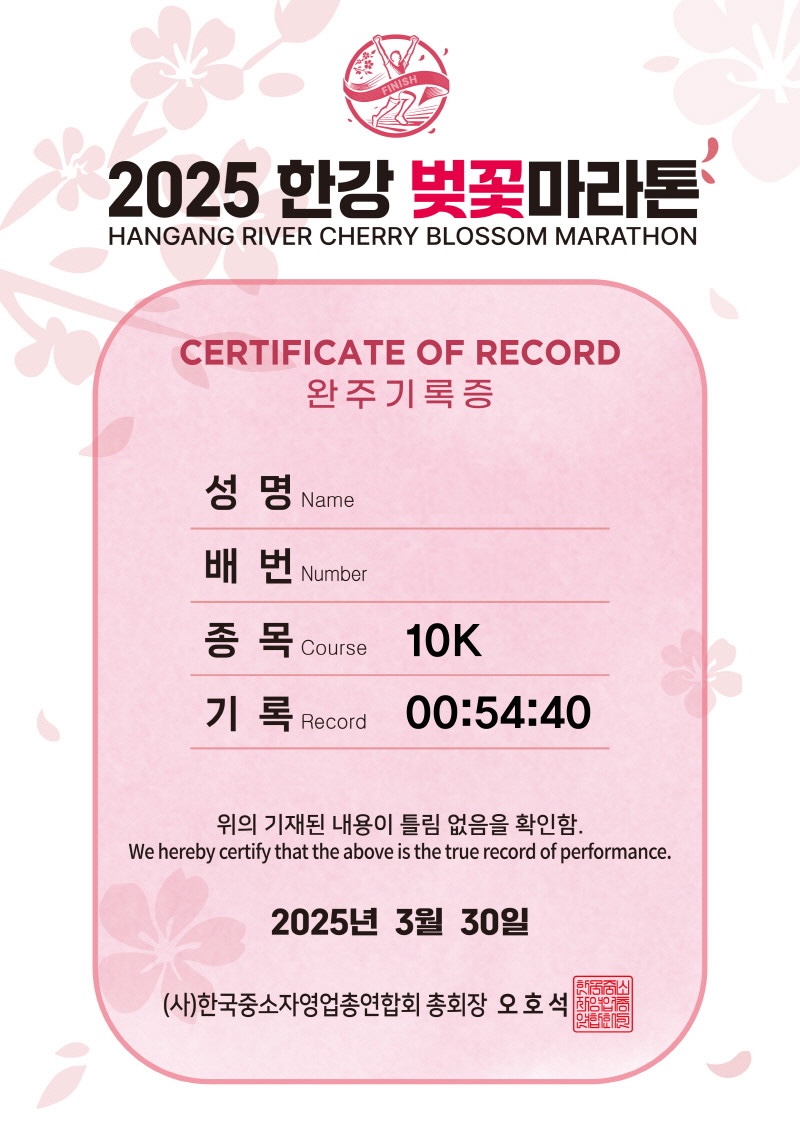 FINISH
2025 한강 벚꽃마라톤
HANGANG RIVER CHERRY BLOSSOM MARATHON
CERTIFICATE OF RECORD
완주기록증
성 명 Name
배 번 Number
종 목 Course 10K
기 록 Record 00:54:40
위의 기재된 내용이 틀림 없음을 확인함.
We hereby certify that the above is the true record of performance.
2025년 3월 30일
(사)한국중소자영업총연합회 총회장 오호석